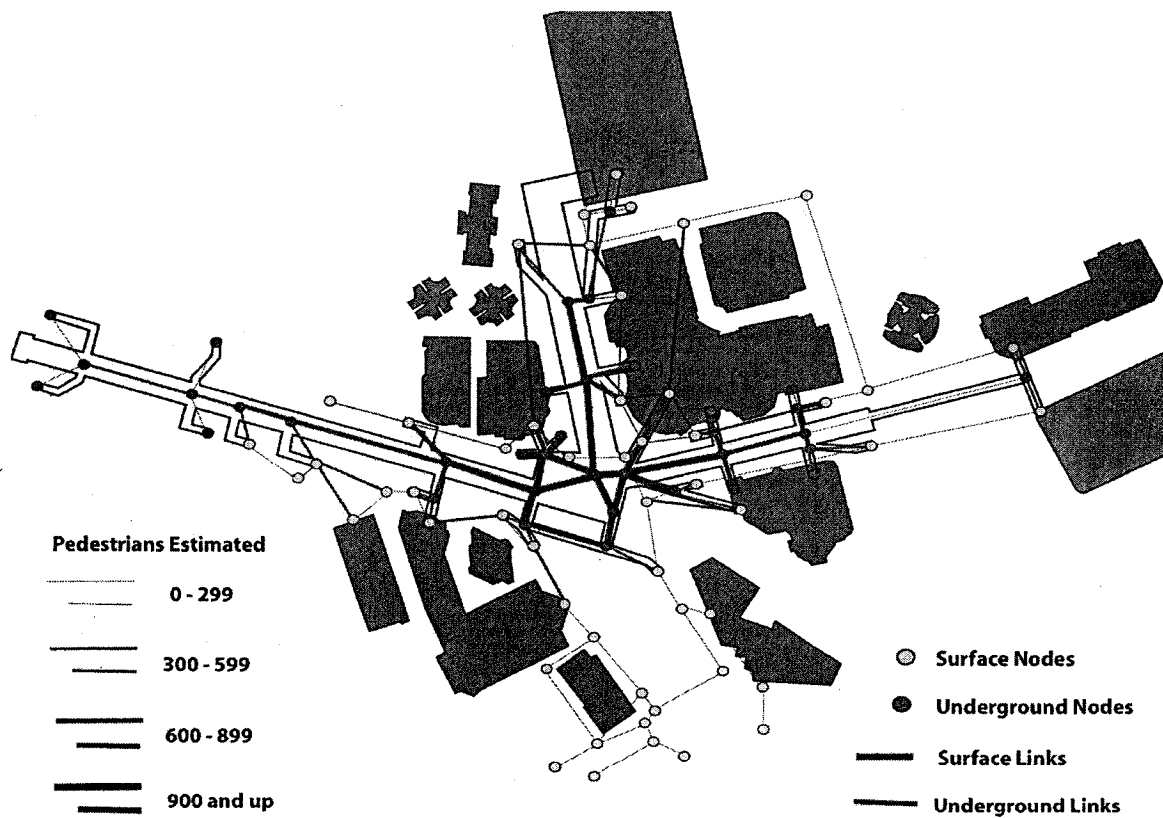 Pedestrians Estimated
0 - 299
300 - 599
600 - 899
900 and up
Surface Nodes
Underground Nodes
Surface Links
Underground Links